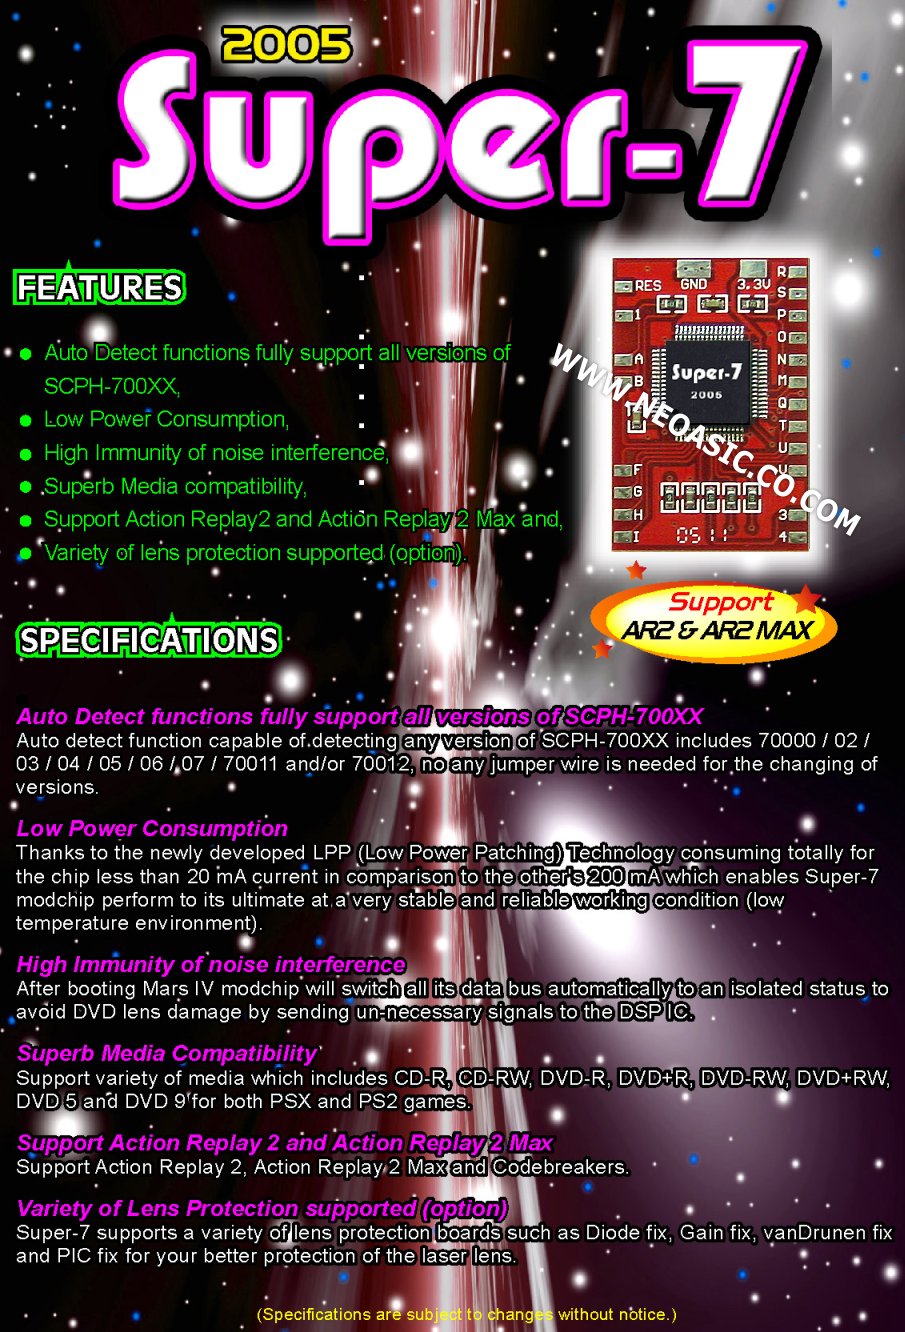 2005
Super-7
FEATURES
Auto Detect functions fully support all versions of
SCPH-700XX,
Low Power Consumption,
High Immunity of noise interference,
Superb Media compatibility,
Support Action Replay2 and Action Replay 2 Max and,
Variety of lens protection supported (option).
RES GND 3.3V R
S
1 P
O
A N
B M
Q
T
U
F V
G
H 3
I 0511 4
Super-7
2005
WWW.NEOASIC.CO.COM
Support
AR2 & AR2 MAX
SPECIFICATIONS
Auto Detect functions fully support all versions of SCPH-700XX
Auto detect function capable of detecting any version of SCPH-700XX includes 70000 / 02 /
03 / 04 / 05 / 06 / 07 / 70011 and/or 70012, no any jumper wire is needed for the changing of
versions.
Low Power Consumption
Thanks to the newly developed LPP (Low Power Patching) Technology consuming totally for
the chip less than 20 mA current in comparison to the other's 200 mA which enables Super-7
modchip perform to its ultimate at a very stable and reliable working condition (low
temperature environment).
High Immunity of noise interference
After booting Mars IV modchip will switch all its data bus automatically to an isolated status to
avoid DVD lens damage by sending un-necessary signals to the DSP IC.
Superb Media Compatibility
Support variety of media which includes CD-R, CD-RW, DVD-R, DVD+R, DVD-RW, DVD+RW,
DVD 5 and DVD 9 for both PSX and PS2 games.
Support Action Replay 2 and Action Replay 2 Max
Support Action Replay 2, Action Replay 2 Max and Codebreakers.
Variety of Lens Protection supported (option)
Super-7 supports a variety of lens protection boards such as Diode fix, Gain fix, vanDrunen fix
and PIC fix for your better protection of the laser lens.
(Specifications are subject to changes without notice.)